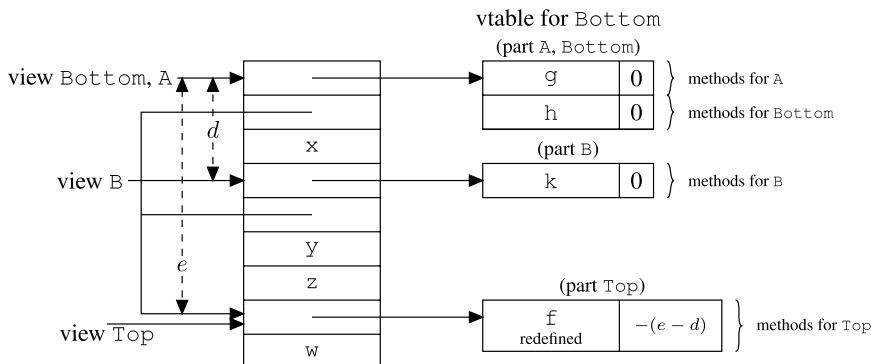 vtable for Bottom
(part A, Bottom)
view Bottom, A
g 0 methods for A
h 0 methods for Bottom
d
x
(part B)
view B
k 0 methods for B
y
e
z
(part Top)
f −(e − d) methods for Top
redefined
view Top
w